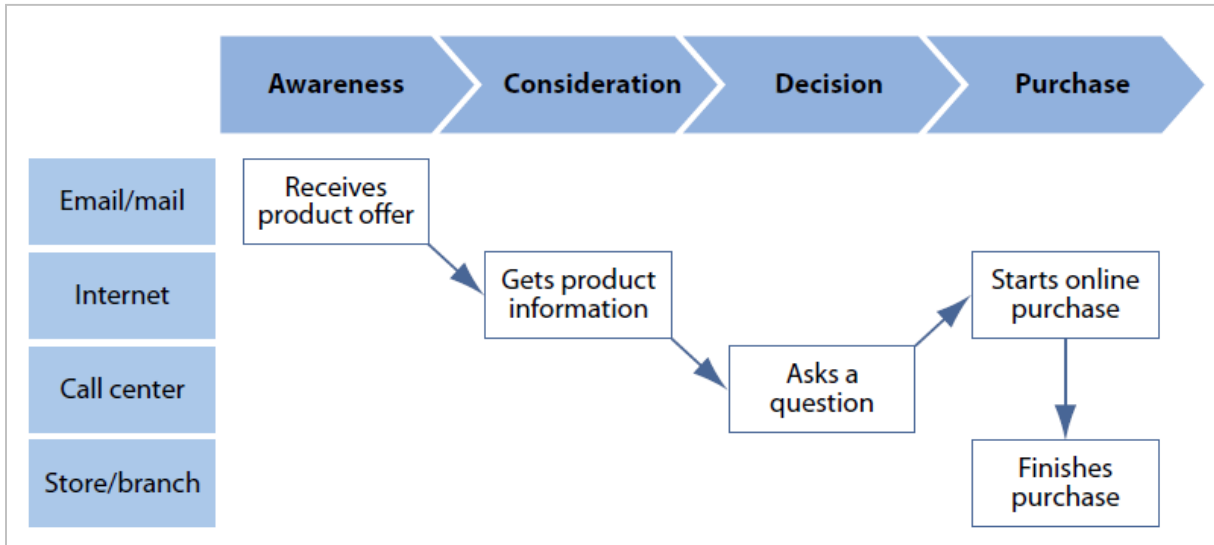 Awareness
Consideration
Decision
Purchase
Email/mail
Receives
product offer
Internet
Gets product
information
Starts online
purchase
Call center
Asks a
question
Store/branch
Finishes
purchase